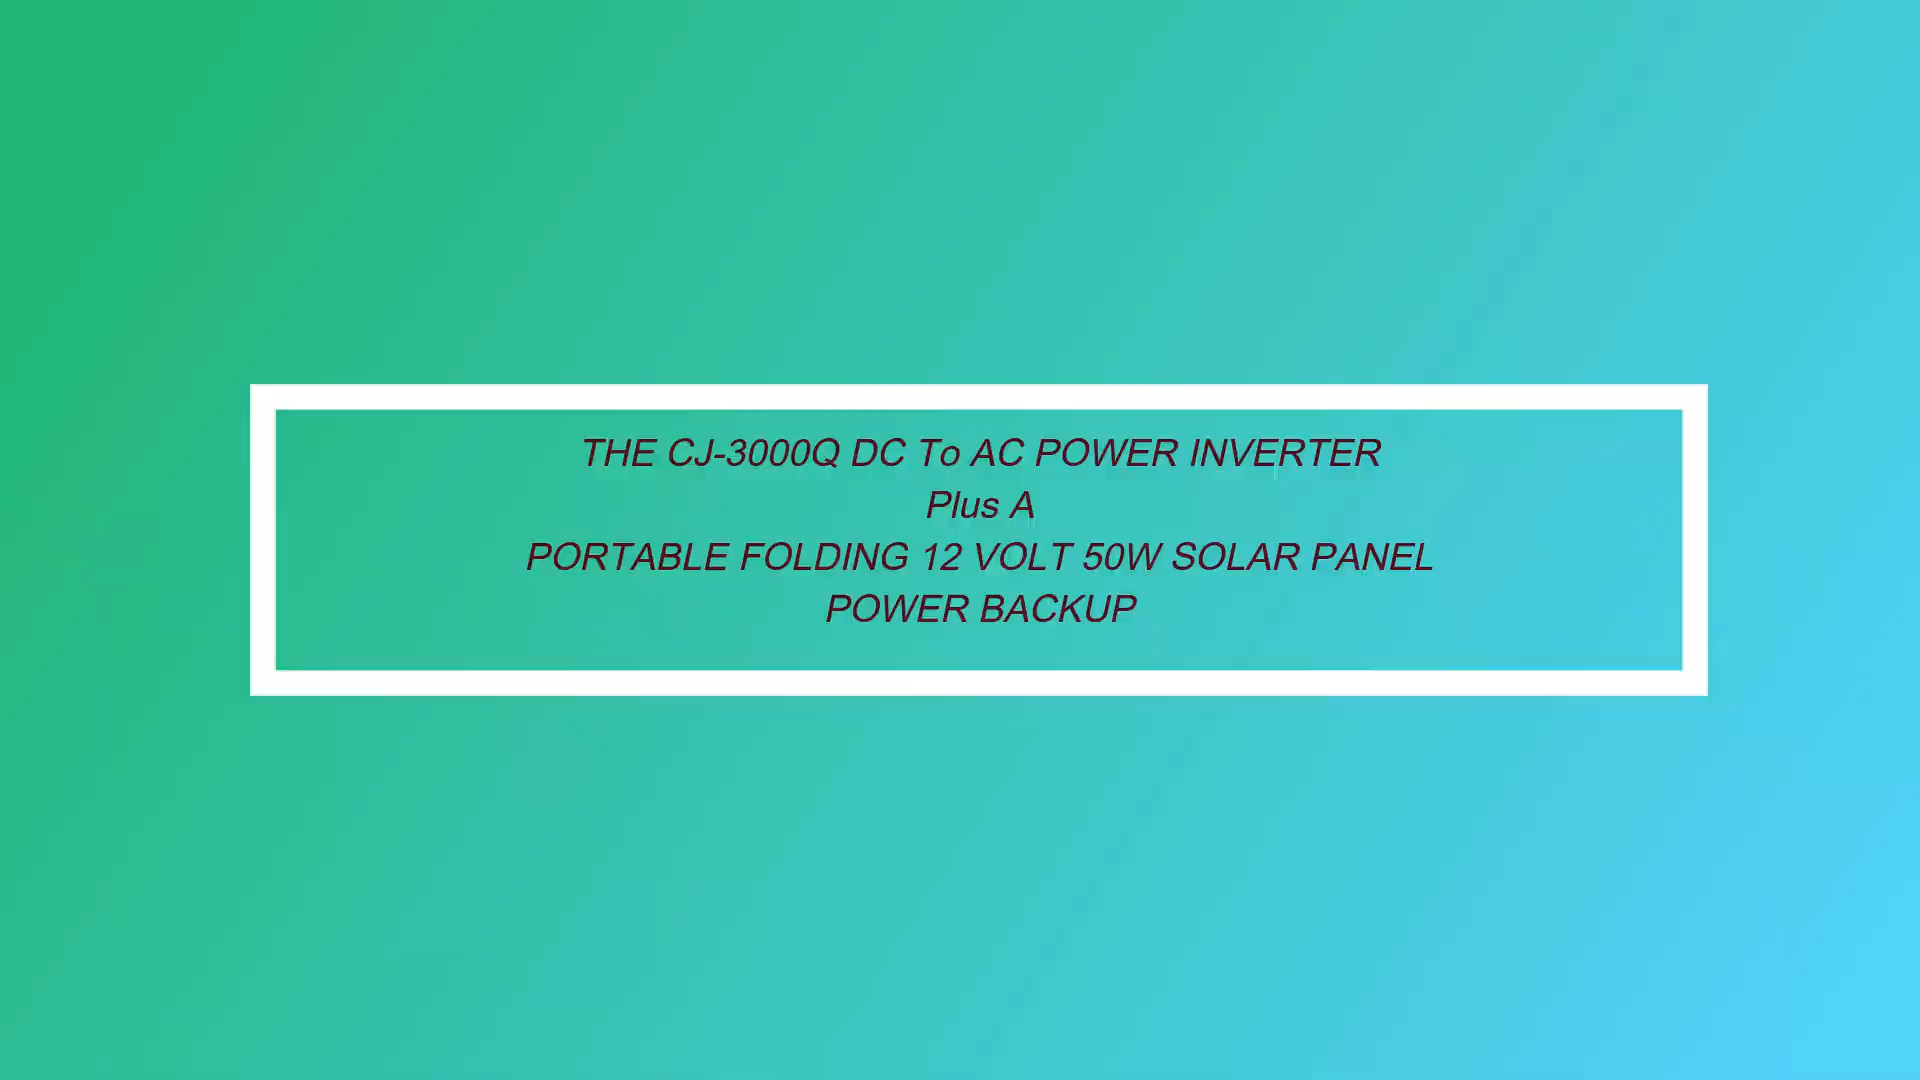 THE CJ-3000Q DC To AC POWER INVERTER
Plus A
PORTABLE FOLDING 12 VOLT 50W SOLAR PANEL
POWER BACKUP